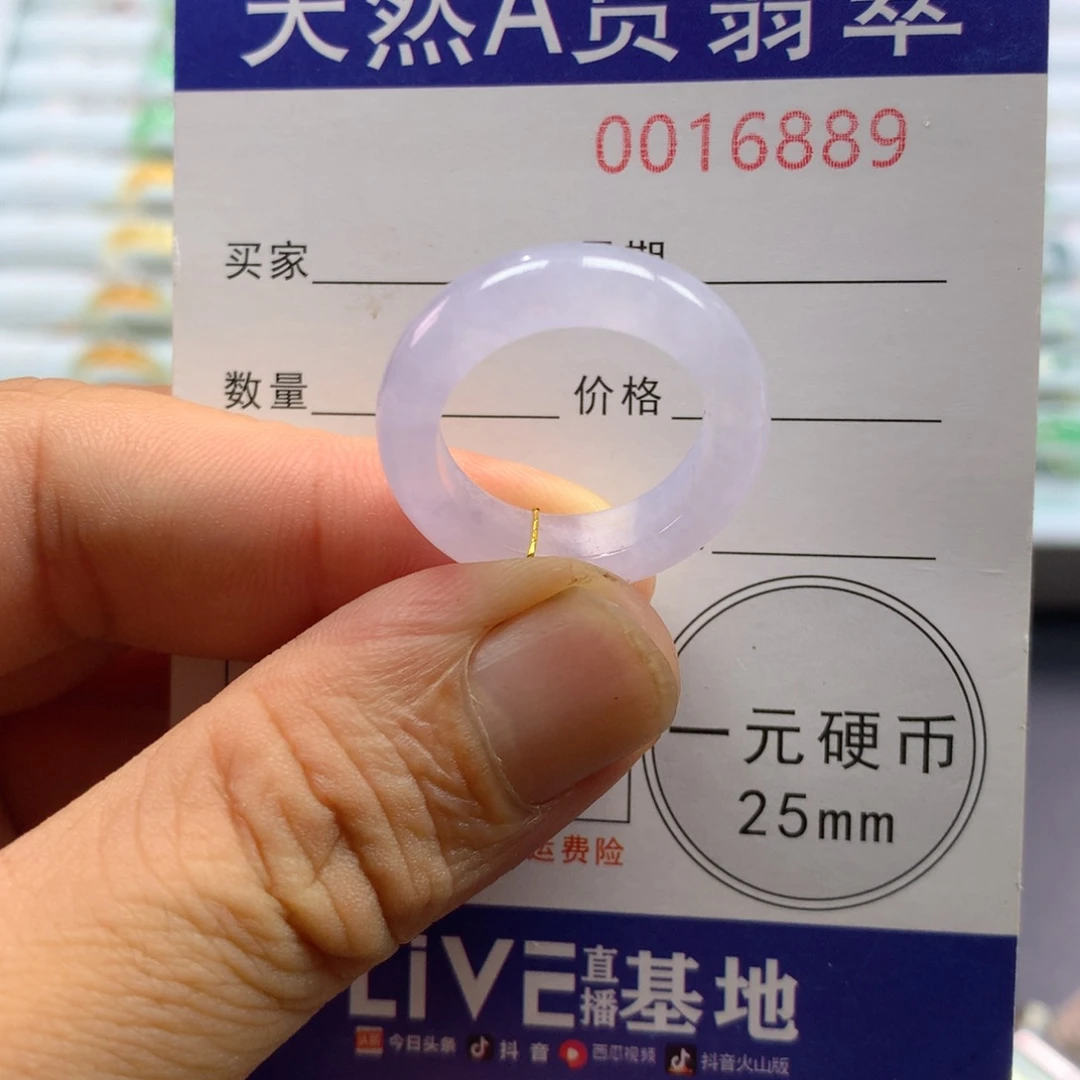 天然A货翡翠
0016889
买家 期
数量 价格
一元硬币
25mm
运费险
LiVE直播基地
今日头条 抖音 西瓜视频 抖音火山版